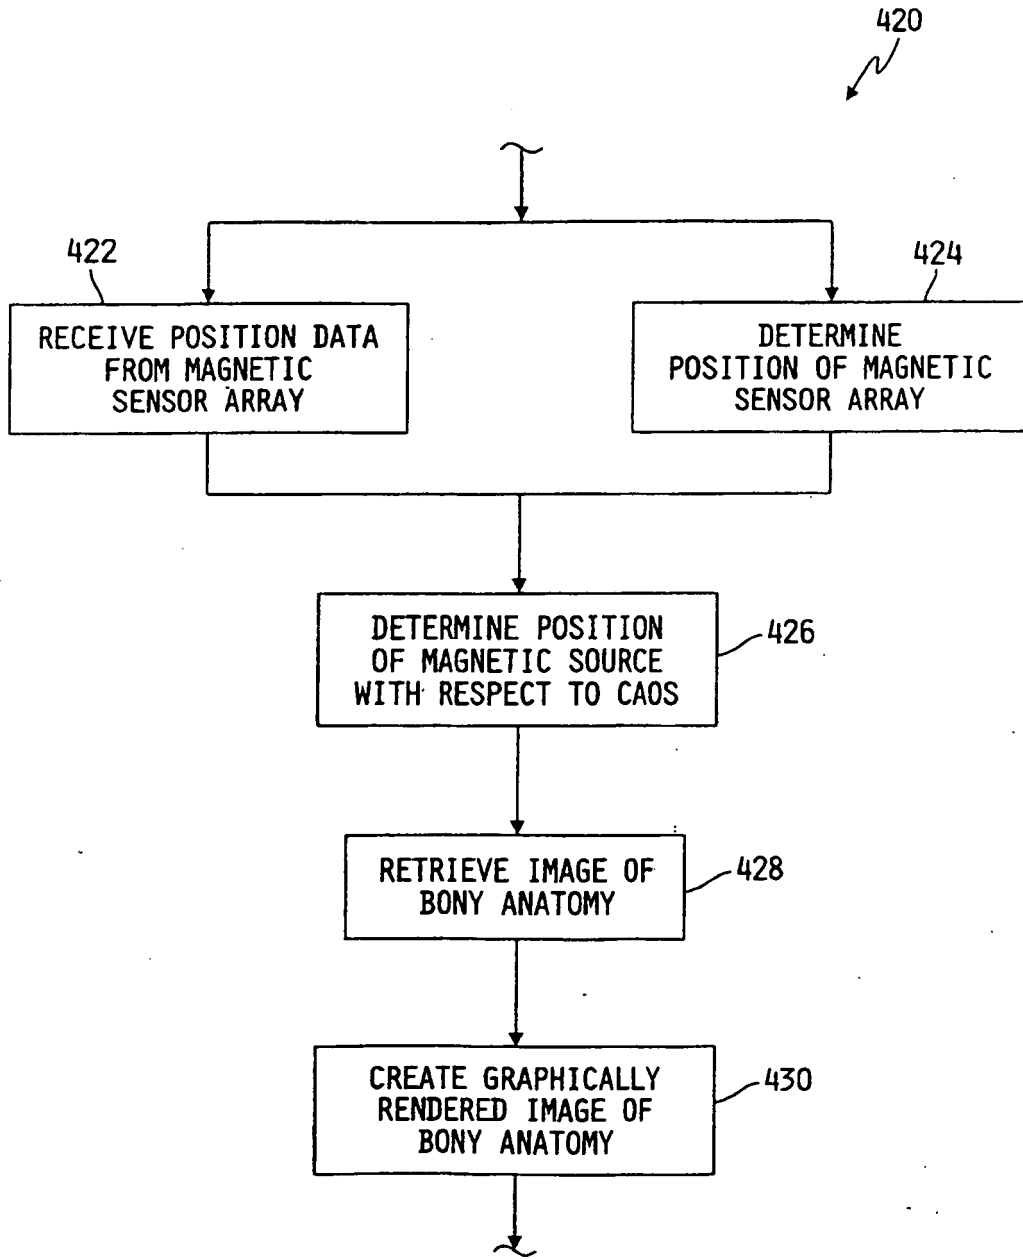 420
422
424
RECEIVE POSITION DATA
FROM MAGNETIC
SENSOR ARRAY
DETERMINE
POSITION OF MAGNETIC
SENSOR ARRAY
DETERMINE POSITION
OF MAGNETIC SOURCE
WITH RESPECT TO CAOS
426
RETRIEVE IMAGE OF
BONY ANATOMY
428
CREATE GRAPHICALLY
RENDERED IMAGE OF
BONY ANATOMY
430